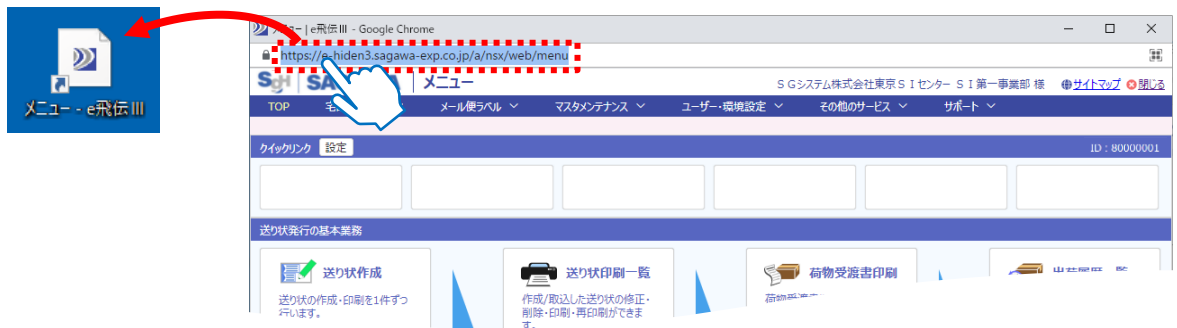 メニュー - e飛伝Ⅲ
e飛伝Ⅲ - Google Chrome
https://e-hiden3.sagawa-exp.co.jp/a/nsx/web/menu
SGH
メニュー
SGシステム株式会社東京SIセンター SI第一事業部 様
サイトマップ
閉じる
TOP
メール便ラベル
マスタメンテナンス
ユーザー・環境設定
その他のサービス
サポート
クイックリンク
設定
ID : 80000001
送り状発行の基本業務
送り状作成
送り状の作成・印刷を1件ずつ
行います。
送り状印刷一覧
作成/取込した送り状の修正・
削除・印刷・再印刷ができま
す。
荷物受渡書印刷